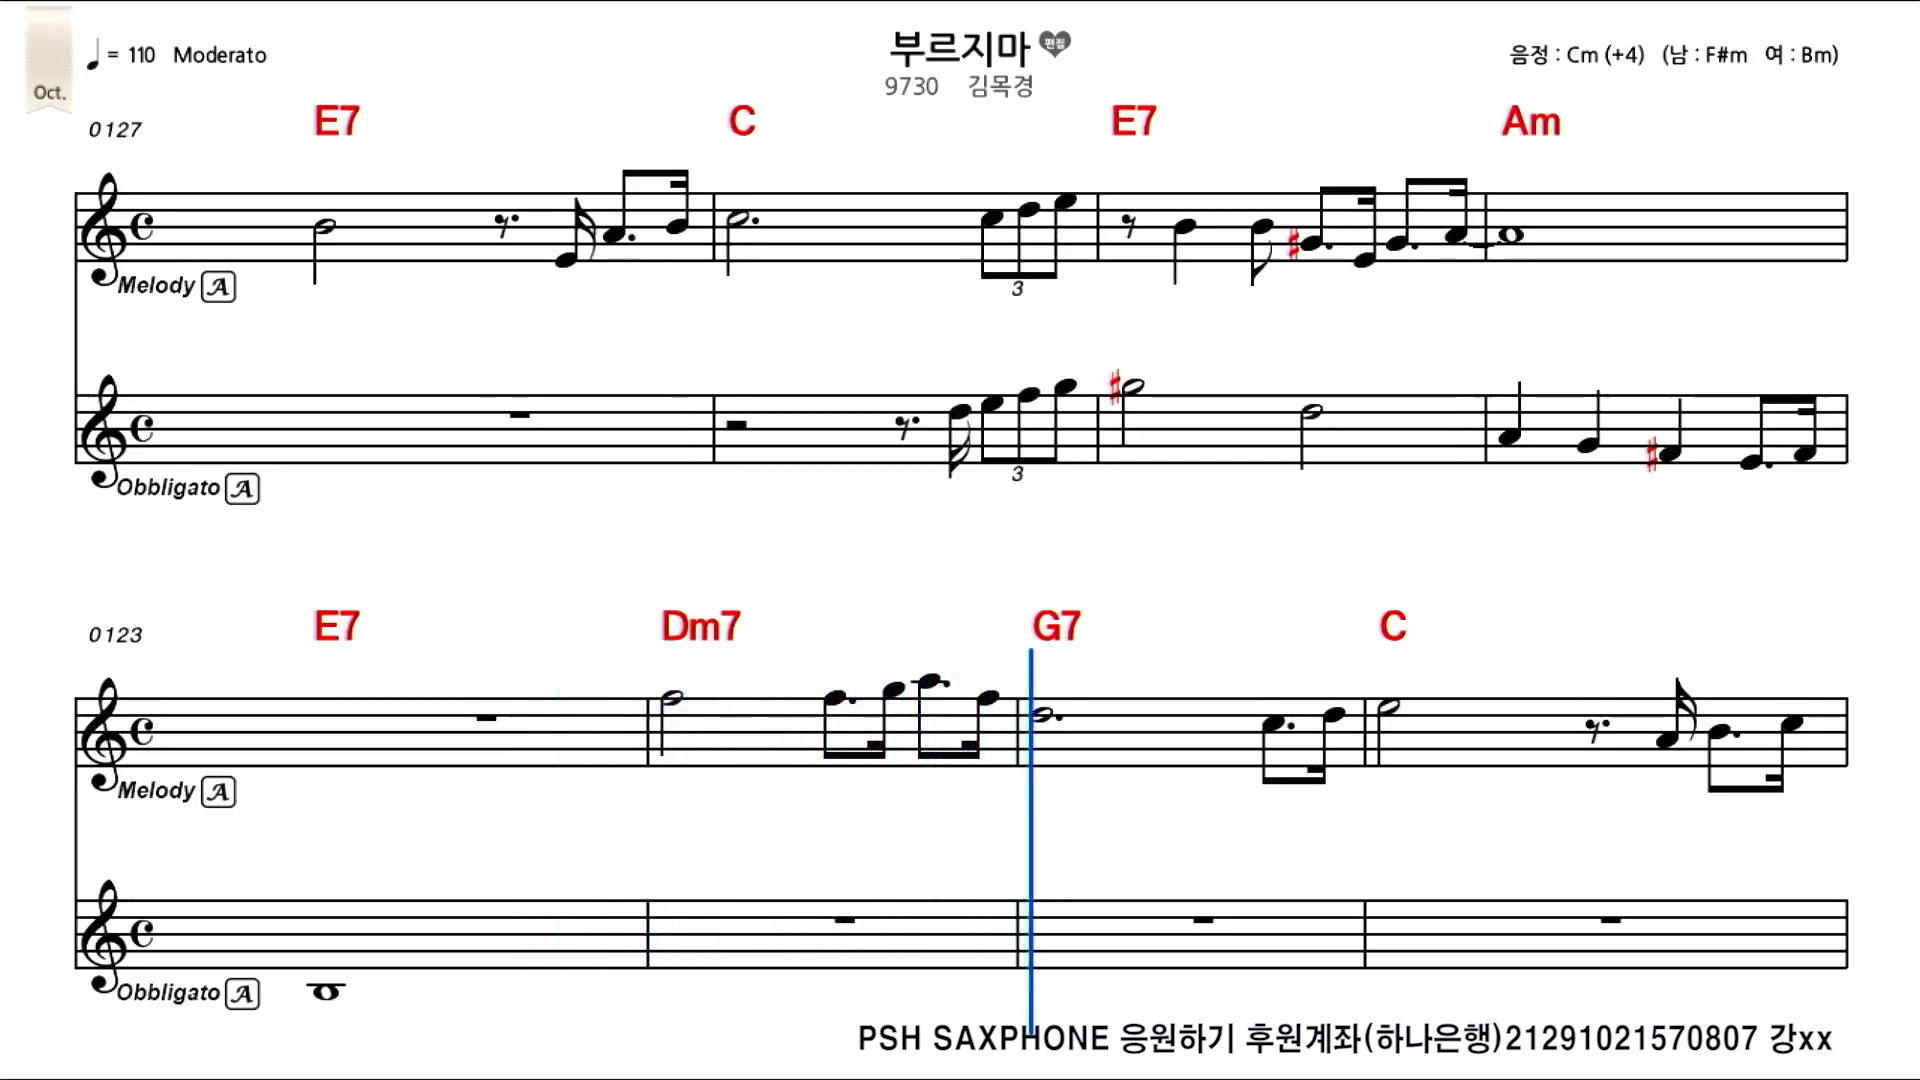 Oct.
♩ = 110 Moderato
부르지마 편집
9730 김목경
음정 : Cm (+4) (남 : F#m 여 : Bm)
0127
E7 C E7 Am
3
Melody A
3
Obbligato A
0123
E7 Dm7 G7 C
Melody A
Obbligato A
PSH SAXPHONE 응원하기 후원계좌(하나은행)21291021570807 강xx